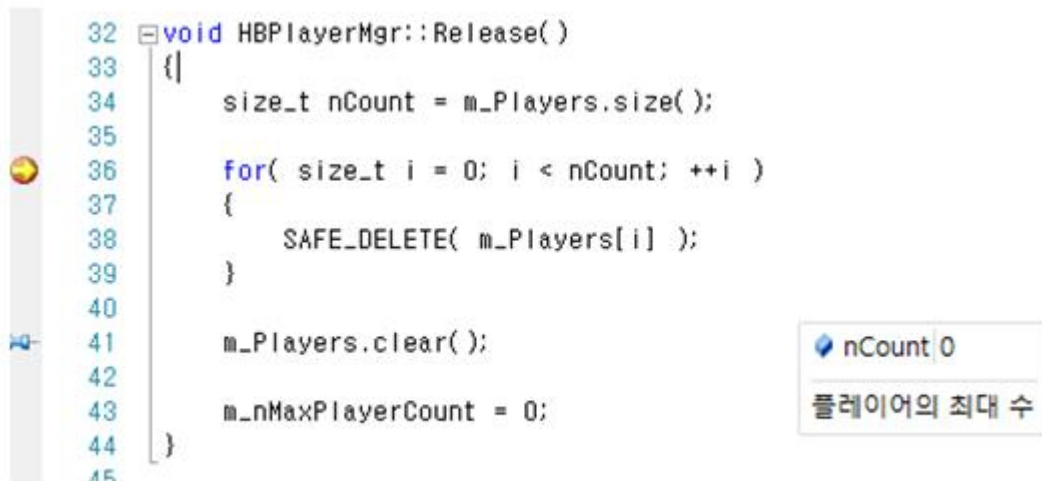 32 void HBPlayerMgr::Release()
33 {
34 size_t nCount = m_Players.size();
35
36 for( size_t i = 0; i < nCount; ++i )
37 {
38 SAFE_DELETE( m_Players[i] );
39 }
40
41 m_Players.clear();
42
43 m_nMaxPlayerCount = 0;
44 }
45
nCount 0
플레이어의 최대 수